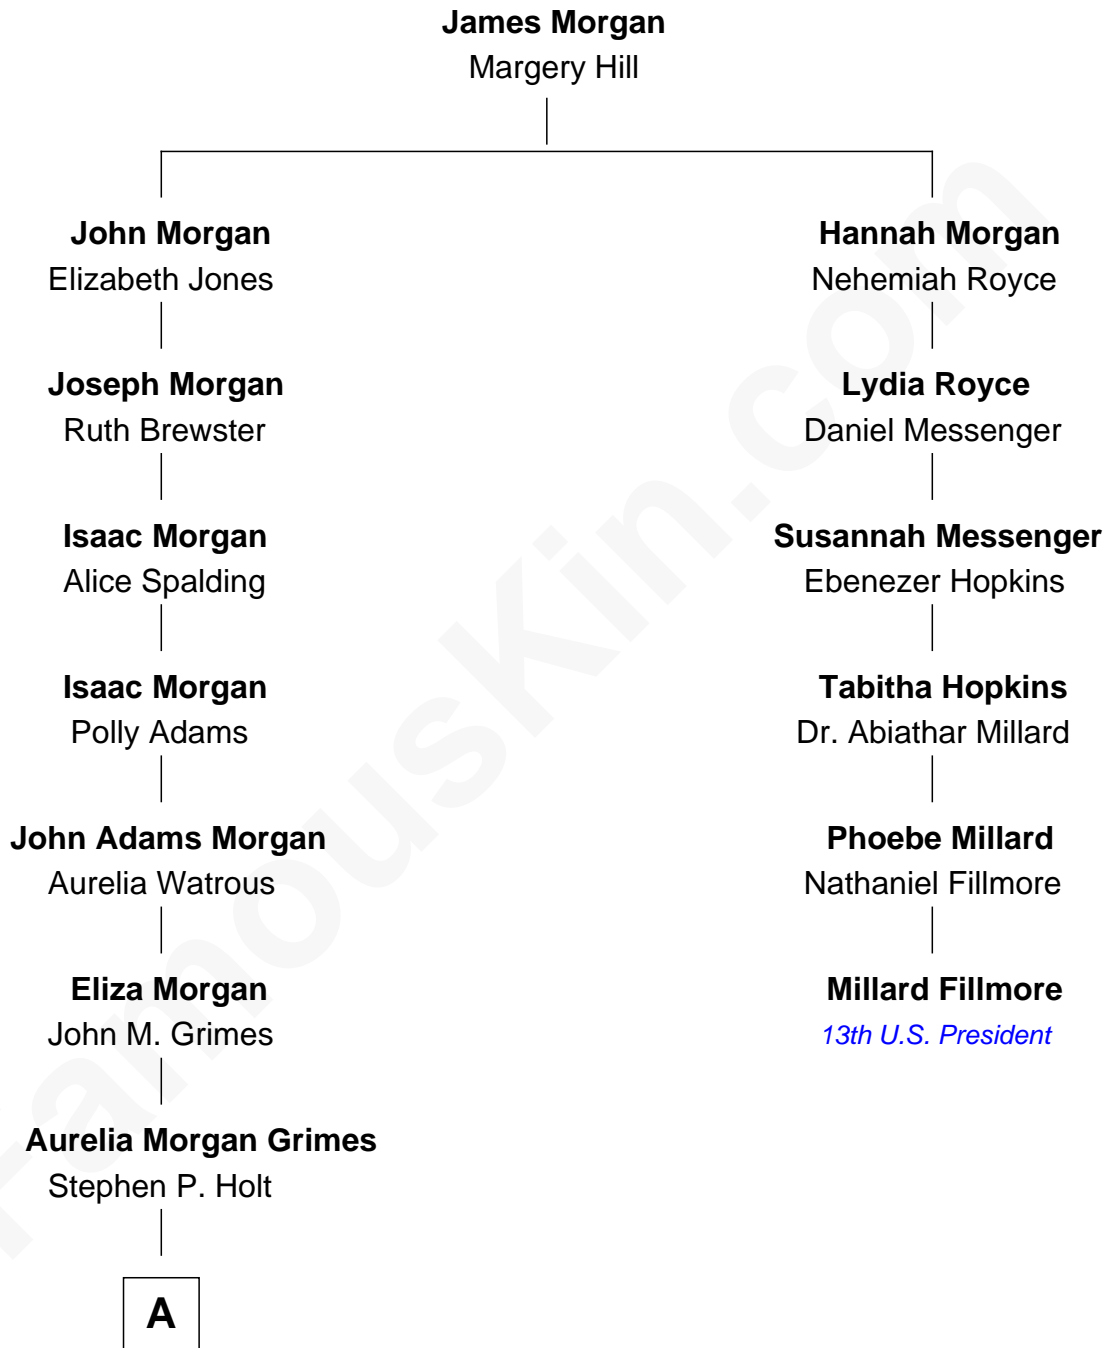 James Morgan
Margery Hill
John Morgan
Elizabeth Jones
Hannah Morgan
Nehemiah Royce
Joseph Morgan
Ruth Brewster
Lydia Royce
Daniel Messenger
Isaac Morgan
Alice Spalding
Susannah Messenger
Ebenezer Hopkins
Isaac Morgan
Polly Adams
Tabitha Hopkins
Dr. Abiathar Millard
John Adams Morgan
Aurelia Watrous
Phoebe Millard
Nathaniel Fillmore
Eliza Morgan
John M. Grimes
Millard Fillmore
13th U.S. President
Aurelia Morgan Grimes
Stephen P. Holt
A
FamousKin.com